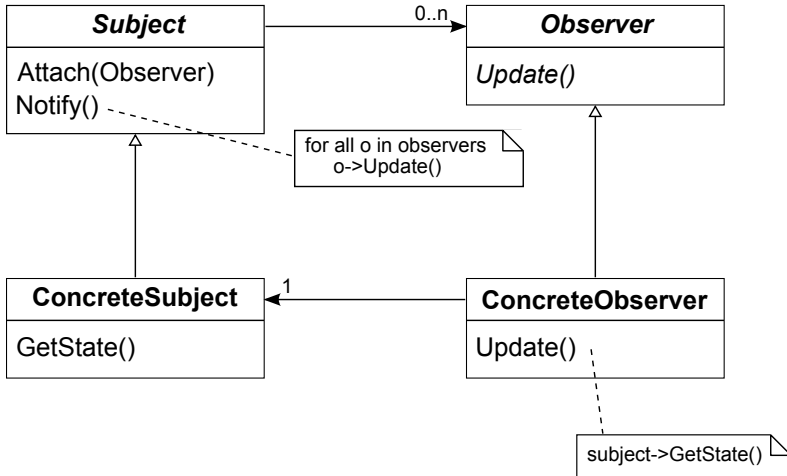 Subject
0..n
Observer
Attach(Observer)
Notify()
Update()
for all o in observers
o->Update()
ConcreteSubject
1
ConcreteObserver
GetState()
Update()
subject->GetState()